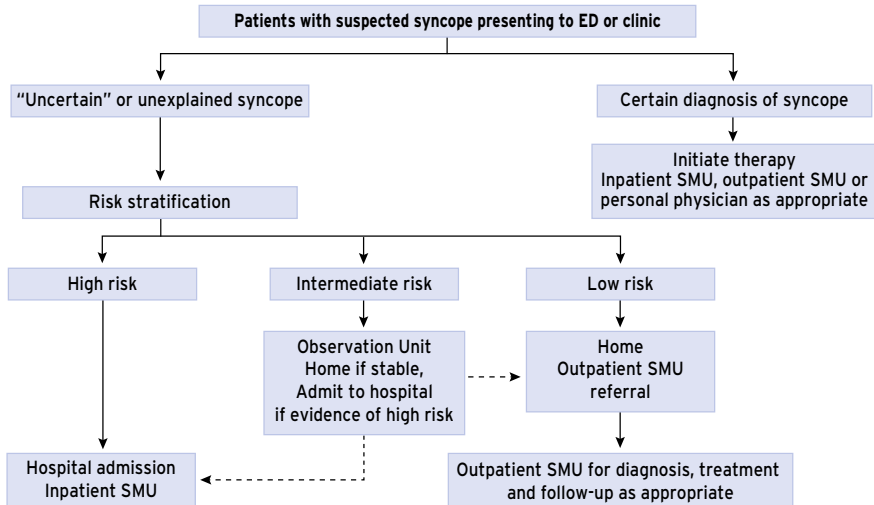 Patients with suspected syncope presenting to ED or clinic
“Uncertain” or unexplained syncope
Certain diagnosis of syncope
Initiate therapy
Inpatient SMU, outpatient SMU or
personal physician as appropriate
Risk stratification
High risk
Intermediate risk
Low risk
Observation Unit
Home if stable,
Admit to hospital
if evidence of high risk
Home
Outpatient SMU
referral
Hospital admission
Inpatient SMU
Outpatient SMU for diagnosis, treatment
and follow-up as appropriate